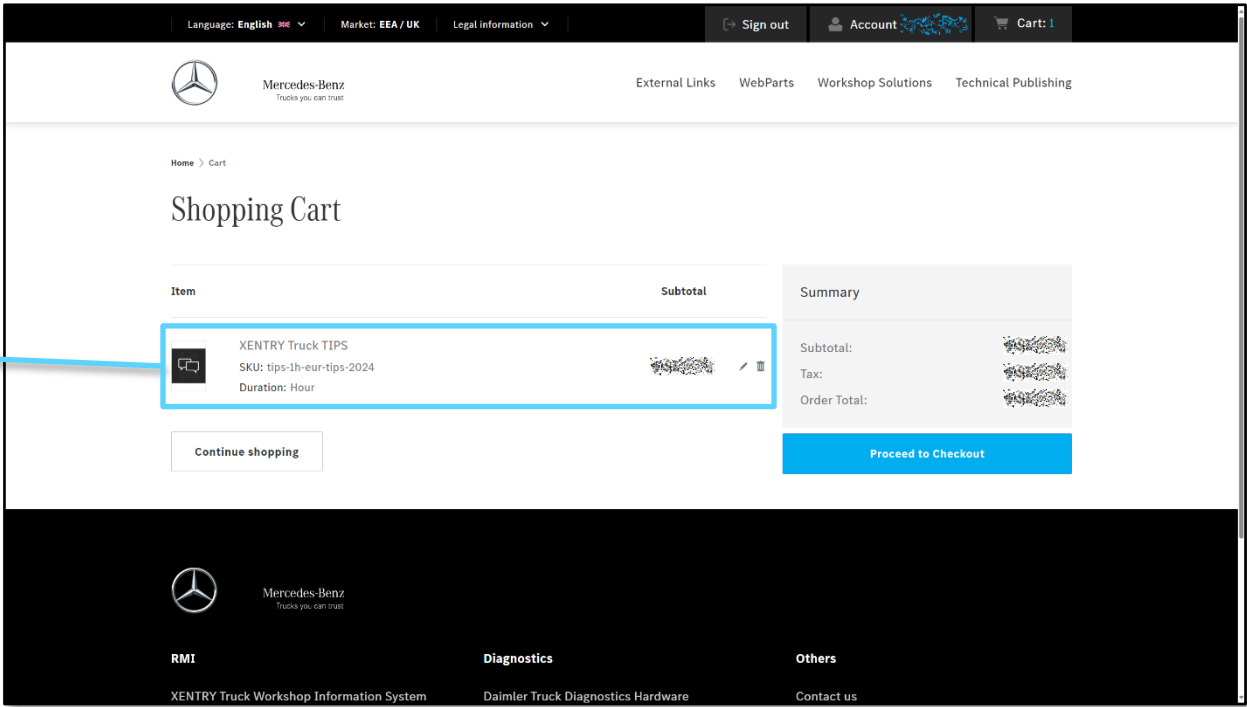 Language: English Market: EEA / UK Legal information Sign out Account Cart: 1
Mercedes-Benz
Trucks you can trust
External Links WebParts Workshop Solutions Technical Publishing
Home Cart
Shopping Cart
Item Subtotal
XENTRY Truck TIPS
SKU: tips-1h-eur-tips-2024
Duration: Hour
Continue shopping
Summary
Subtotal:
Tax:
Order Total:
Proceed to Checkout
Mercedes-Benz
Trucks you can trust
RMI Diagnostics Others
XENTRY Truck Workshop Information System Daimler Truck Diagnostics Hardware Contact us